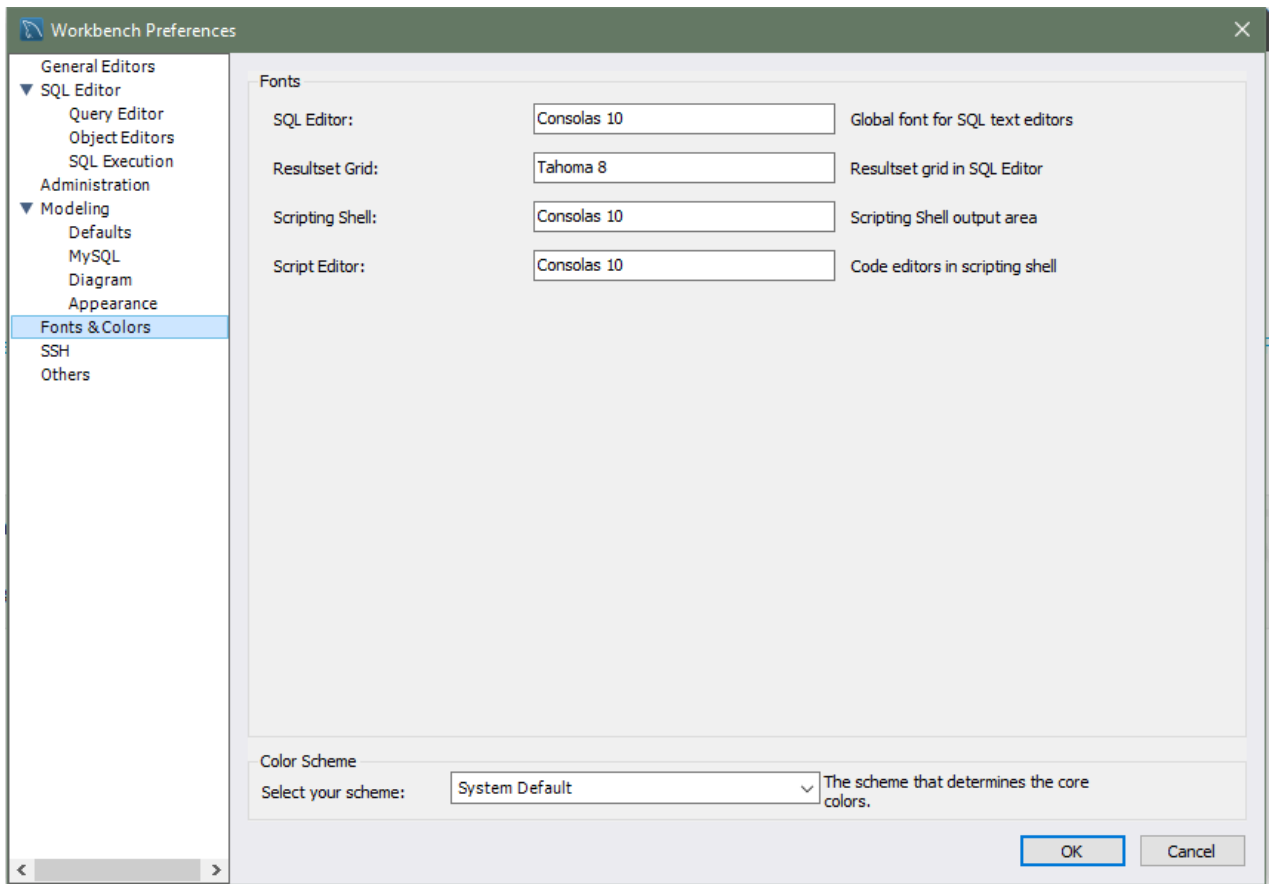 Workbench Preferences
General Editors
SQL Editor
Query Editor
Object Editors
SQL Execution
Administration
Modeling
Defaults
MySQL
Diagram
Appearance
Fonts & Colors
SSH
Others
Fonts
SQL Editor: Consolas 10 Global font for SQL text editors
Resultset Grid: Tahoma 8 Resultset grid in SQL Editor
Scripting Shell: Consolas 10 Scripting Shell output area
Script Editor: Consolas 10 Code editors in scripting shell
Color Scheme
Select your scheme: System Default The scheme that determines the core
colors.
OK Cancel